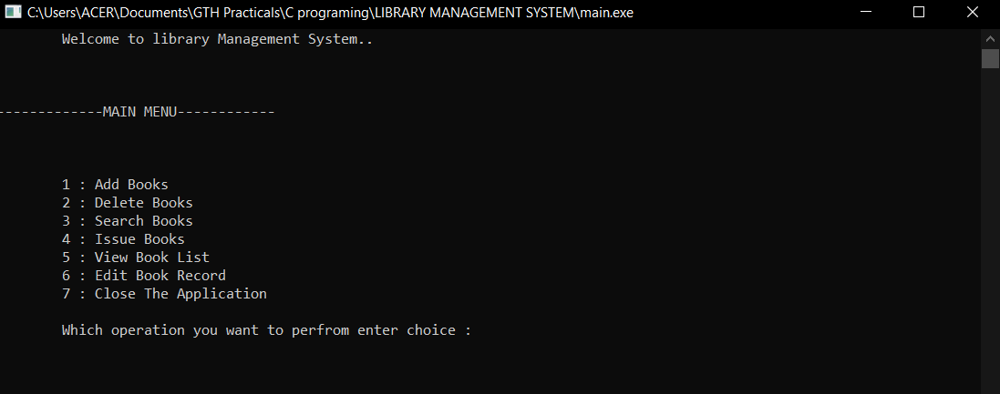 C:\Users\ACER\Documents\GTH Practicals\C programing\LIBRARY MANAGEMENT SYSTEM\main.exe
Welcome to library Management System..
-------------MAIN MENU------------
1 : Add Books
2 : Delete Books
3 : Search Books
4 : Issue Books
5 : View Book List
6 : Edit Book Record
7 : Close The Application
Which operation you want to perfrom enter choice :